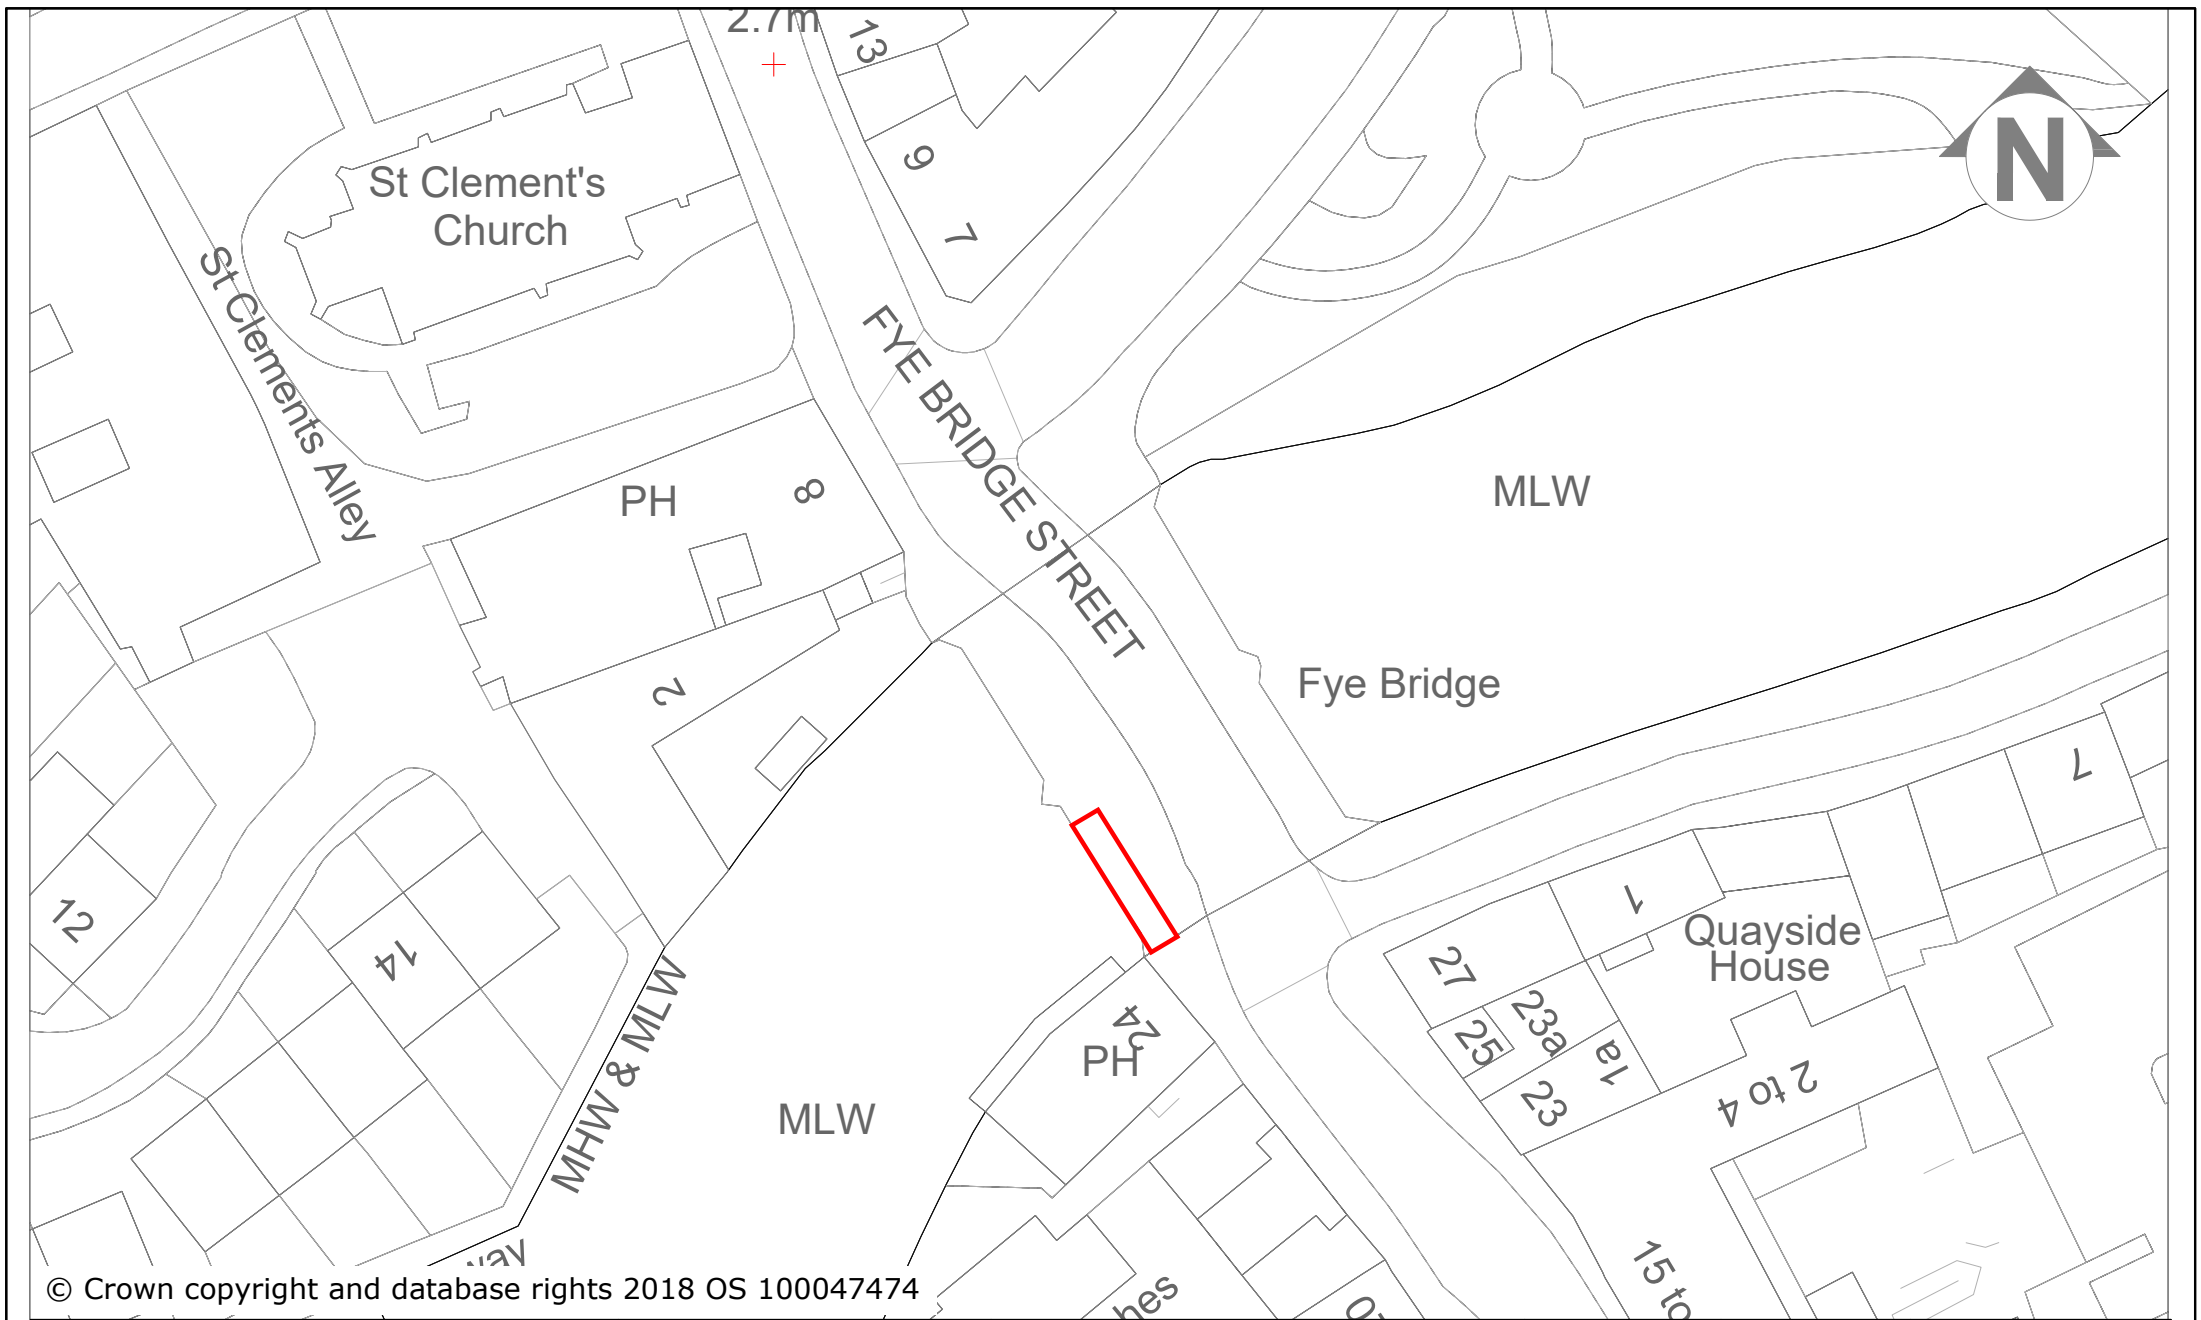 2.7m
13
9
7
N
St Clement's
Church
St Clements Alley
FYE BRIDGE STREET
PH
8
MLW
2
Fye Bridge
7
12
14
1
Quayside
House
27
23a
25
1a
23
2 to 4
24
PH
MHW & MLW
MLW
15 to
© Crown copyright and database rights 2018 OS 100047474